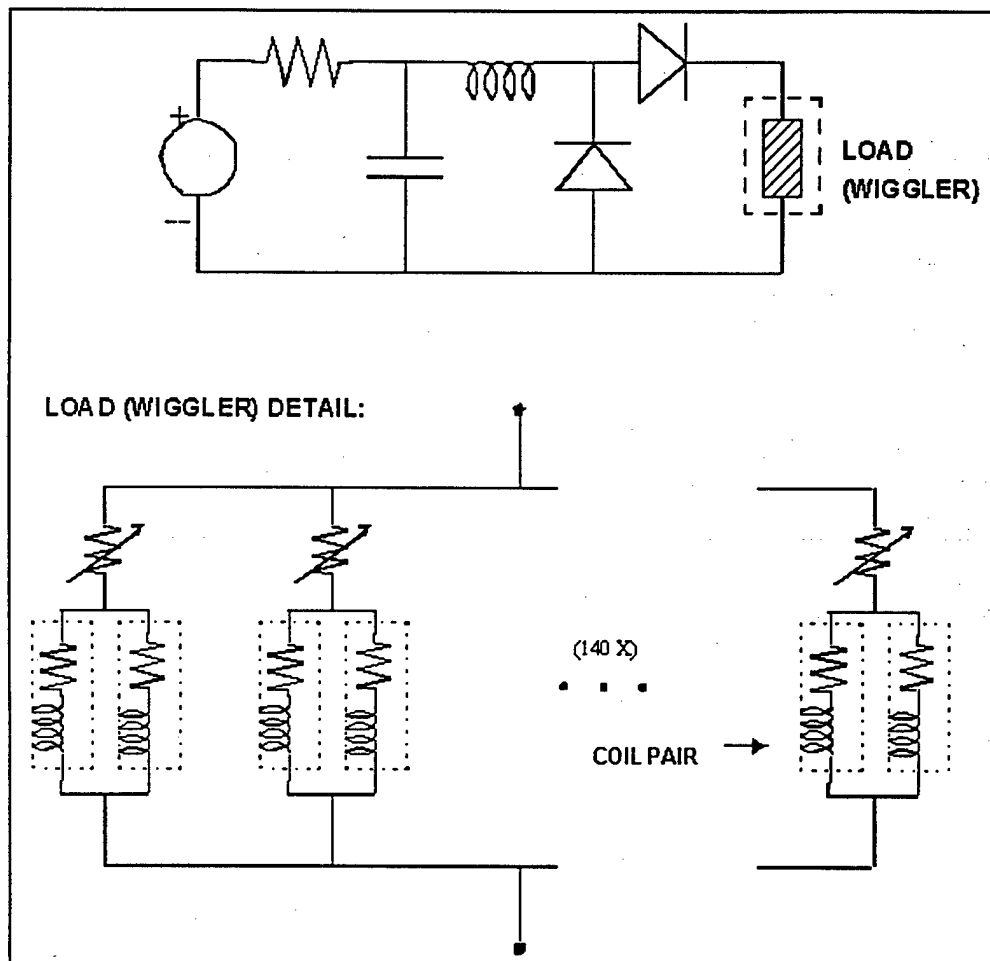 +
--
LOAD
(WIGGLER)
LOAD (WIGGLER) DETAIL:
(140 X)
COIL PAIR